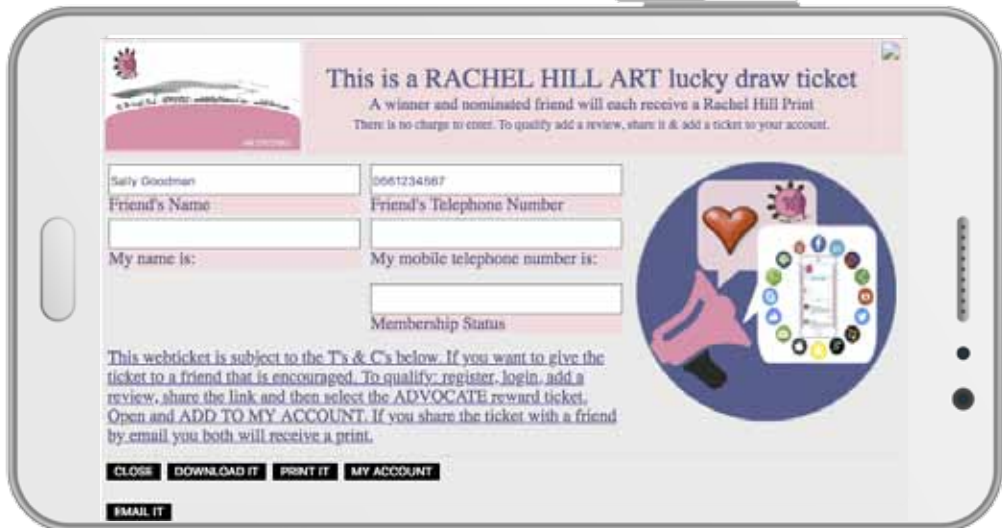 This is a RACHEL HILL ART lucky draw ticket
A winner and nominated friend will each receive a Rachel Hill Print
There is no charge to enter. To qualify add a review, share it & add a ticket to your account.
Sally Goodman
0561234567
Friend's Name
Friend's Telephone Number
My name is:
My mobile telephone number is:
Membership Status
This webticket is subject to the T's & C's below. If you want to give the
ticket to a friend that is encouraged. To qualify: register, login, add a
review, share the link and then select the ADVOCATE reward ticket.
Open and ADD TO MY ACCOUNT. If you share the ticket with a friend
by email you both will receive a print.
CLOSE DOWNLOAD IT PRINT IT MY ACCOUNT
EMAIL IT